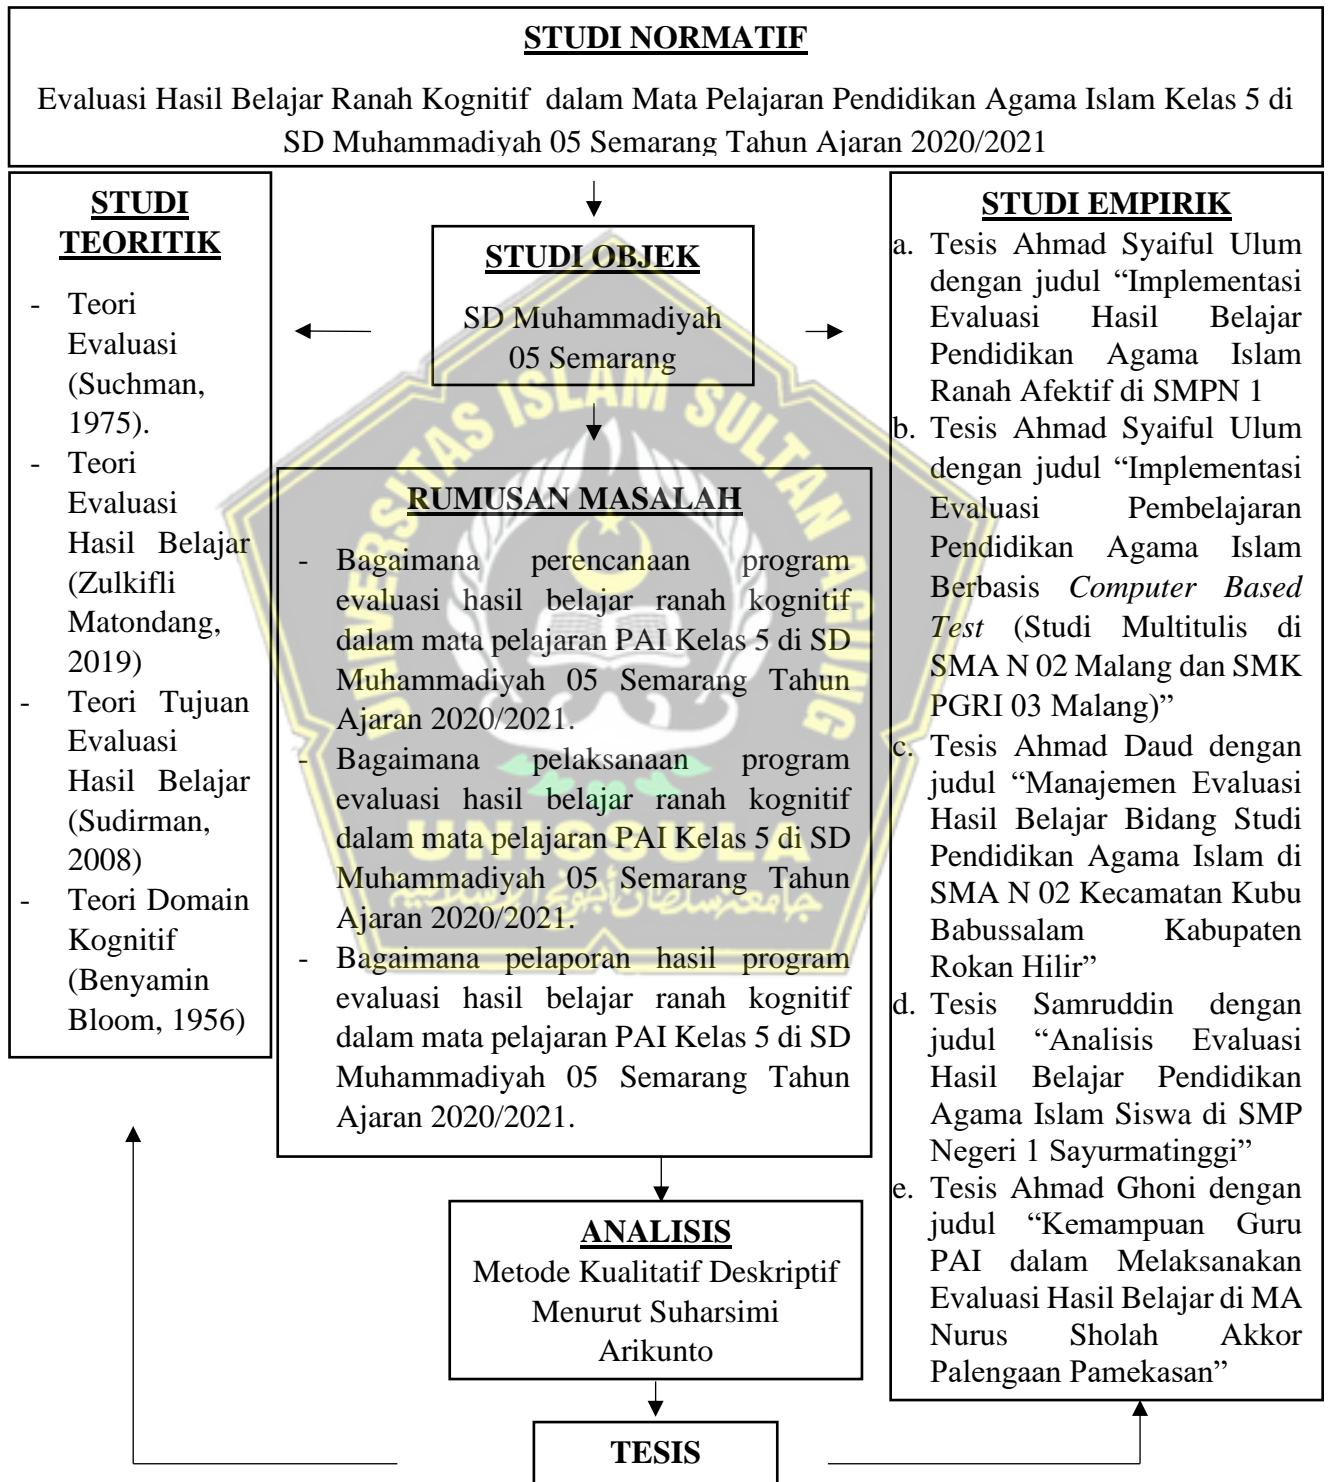 STUDI NORMATIF
Evaluasi Hasil Belajar Ranah Kognitif dalam Mata Pelajaran Pendidikan Agama Islam Kelas 5 di
SD Muhammadiyah 05 Semarang Tahun Ajaran 2020/2021
STUDI
TEORITIK
- Teori
Evaluasi
(Suchman,
1975).
- Teori
Evaluasi
Hasil Belajar
(Zulkifli
Matondang,
2019)
- Teori Tujuan
Evaluasi
Hasil Belajar
(Sudirman,
2008)
- Teori Domain
Kognitif
(Benyamin
Bloom, 1956)
STUDI OBJEK
SD Muhammadiyah
05 Semarang
RUMUSAN MASALAH
- Bagaimana perencanaan program
evaluasi hasil belajar ranah kognitif
dalam mata pelajaran PAI Kelas 5 di SD
Muhammadiyah 05 Semarang Tahun
Ajaran 2020/2021.
- Bagaimana pelaksanaan program
evaluasi hasil belajar ranah kognitif
dalam mata pelajaran PAI Kelas 5 di SD
Muhammadiyah 05 Semarang Tahun
Ajaran 2020/2021.
- Bagaimana pelaporan hasil program
evaluasi hasil belajar ranah kognitif
dalam mata pelajaran PAI Kelas 5 di SD
Muhammadiyah 05 Semarang Tahun
Ajaran 2020/2021.
ANALISIS
Metode Kualitatif Deskriptif
Menurut Suharsimi
Arikunto
TESIS
STUDI EMPIRIK
a. Tesis Ahmad Syaiful Ulum
dengan judul “Implementasi
Evaluasi Hasil Belajar
Pendidikan Agama Islam
Ranah Afektif di SMPN 1
b. Tesis Ahmad Syaiful Ulum
dengan judul “Implementasi
Evaluasi Pembelajaran
Pendidikan Agama Islam
Berbasis Computer Based
Test (Studi Multitulis di
SMA N 02 Malang dan SMK
PGRI 03 Malang)”
c. Tesis Ahmad Daud dengan
judul “Manajemen Evaluasi
Hasil Belajar Bidang Studi
Pendidikan Agama Islam di
SMA N 02 Kecamatan Kubu
Babussalam Kabupaten
Rokan Hilir”
d. Tesis Samruddin dengan
judul “Analisis Evaluasi
Hasil Belajar Pendidikan
Agama Islam Siswa di SMP
Negeri 1 Sayurmatinggi”
e. Tesis Ahmad Ghoni dengan
judul “Kemampuan Guru
PAI dalam Melaksanakan
Evaluasi Hasil Belajar di MA
Nurus Sholah Akkor
Palengaan Pamekasan”
UNIVERSITAS ISLAM SULTAN AGUNG
UNISSULA
جامعتنسلطان أجونج الإسلامية